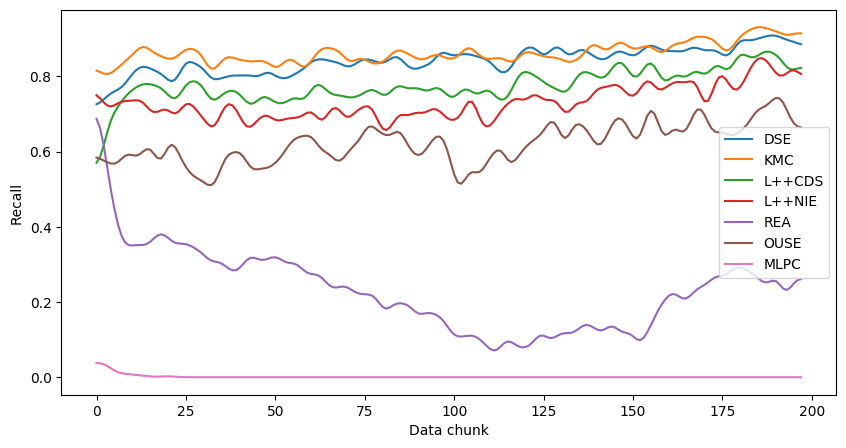 Recall
0.8
0.6
0.4
0.2
0.0
0
25
50
75
100
125
150
175
200
Data chunk
DSE
KMC
L++CDS
L++NIE
REA
OUSE
MLPC